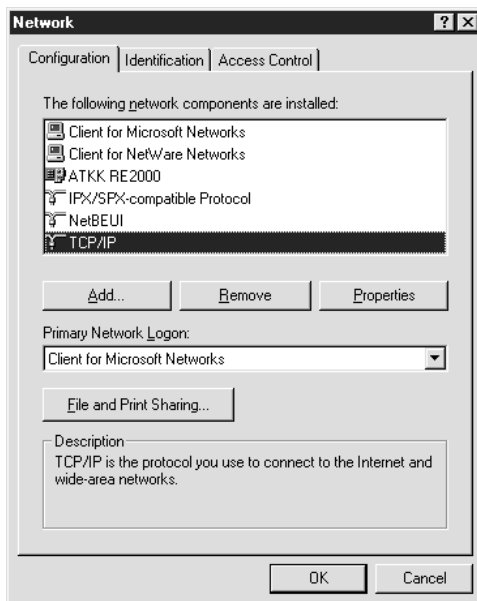 Network
Configuration Identification Access Control
The following network components are installed:
Client for Microsoft Networks
Client for NetWare Networks
ATKK RE2000
IPX/SPX-compatible Protocol
NetBEUI
TCP/IP
Add... Remove Properties
Primary Network Logon:
Client for Microsoft Networks
File and Print Sharing...
Description
TCP/IP is the protocol you use to connect to the Internet and
wide-area networks.
OK Cancel